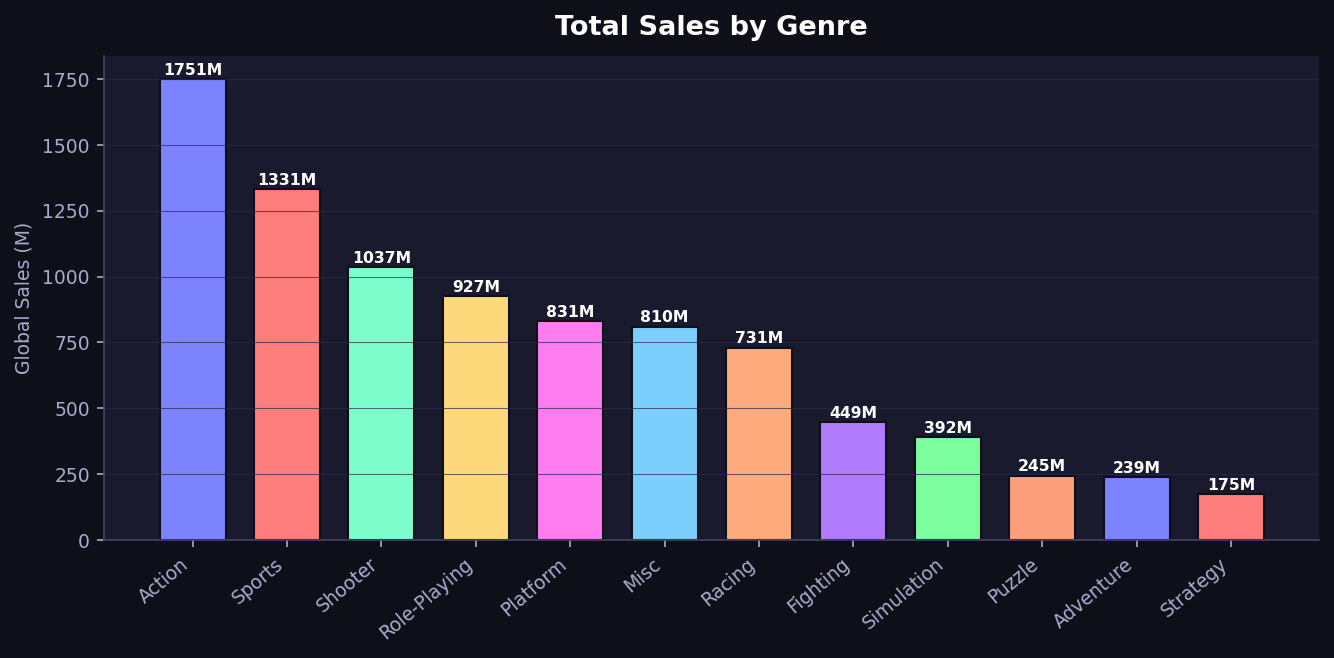 Total Sales by Genre
Global Sales (M)
1750
1500
1250
1000
750
500
250
0
1751M
1331M
1037M
927M
831M
810M
731M
449M
392M
245M
239M
175M
Action
Sports
Shooter
Role-Playing
Platform
Misc
Racing
Fighting
Simulation
Puzzle
Adventure
Strategy